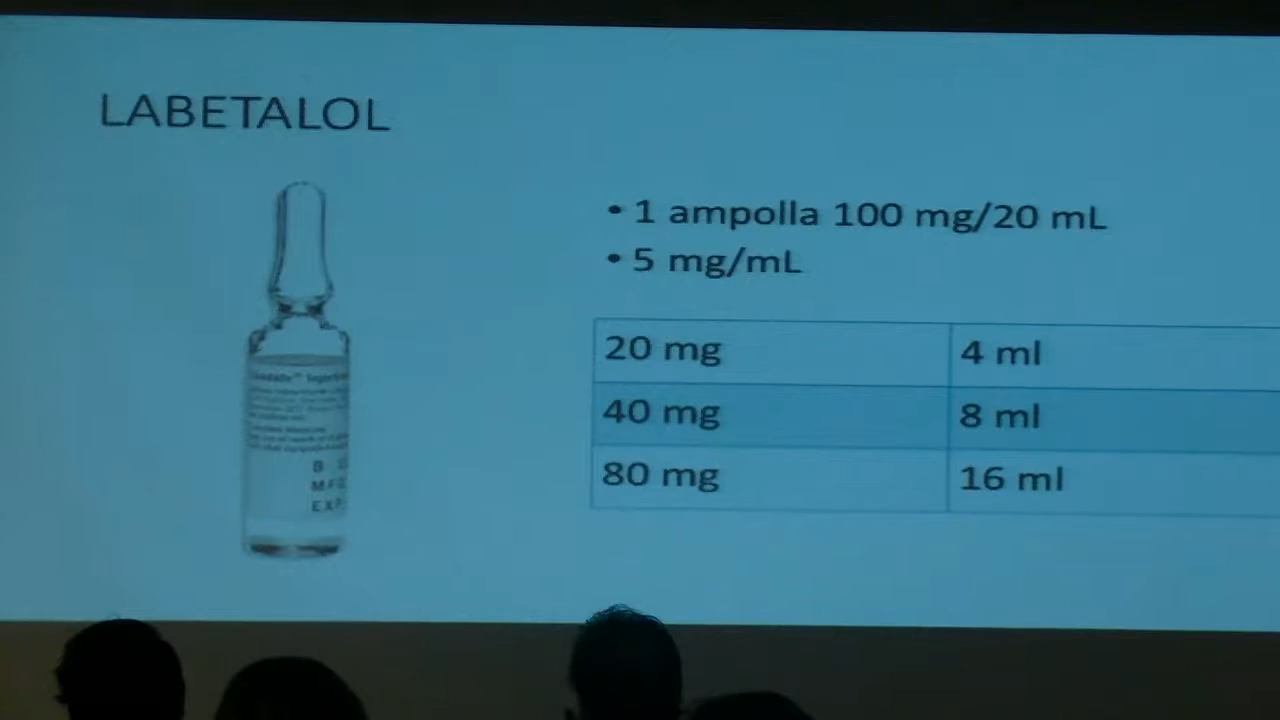 LABETALOL
• 1 ampolla 100 mg/20 mL
• 5 mg/mL
20 mg 4 ml
40 mg 8 ml
80 mg 16 ml
B
EXP